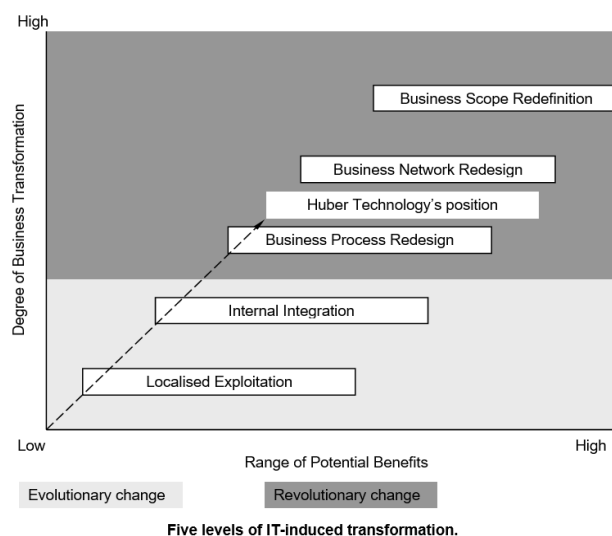 High
Business Scope Redefinition
Business Network Redesign
Huber Technology's position
Business Process Redesign
Internal Integration
Localised Exploitation
Degree of Business Transformation
Low
High
Range of Potential Benefits
Evolutionary change
Revolutionary change
Five levels of IT-induced transformation.